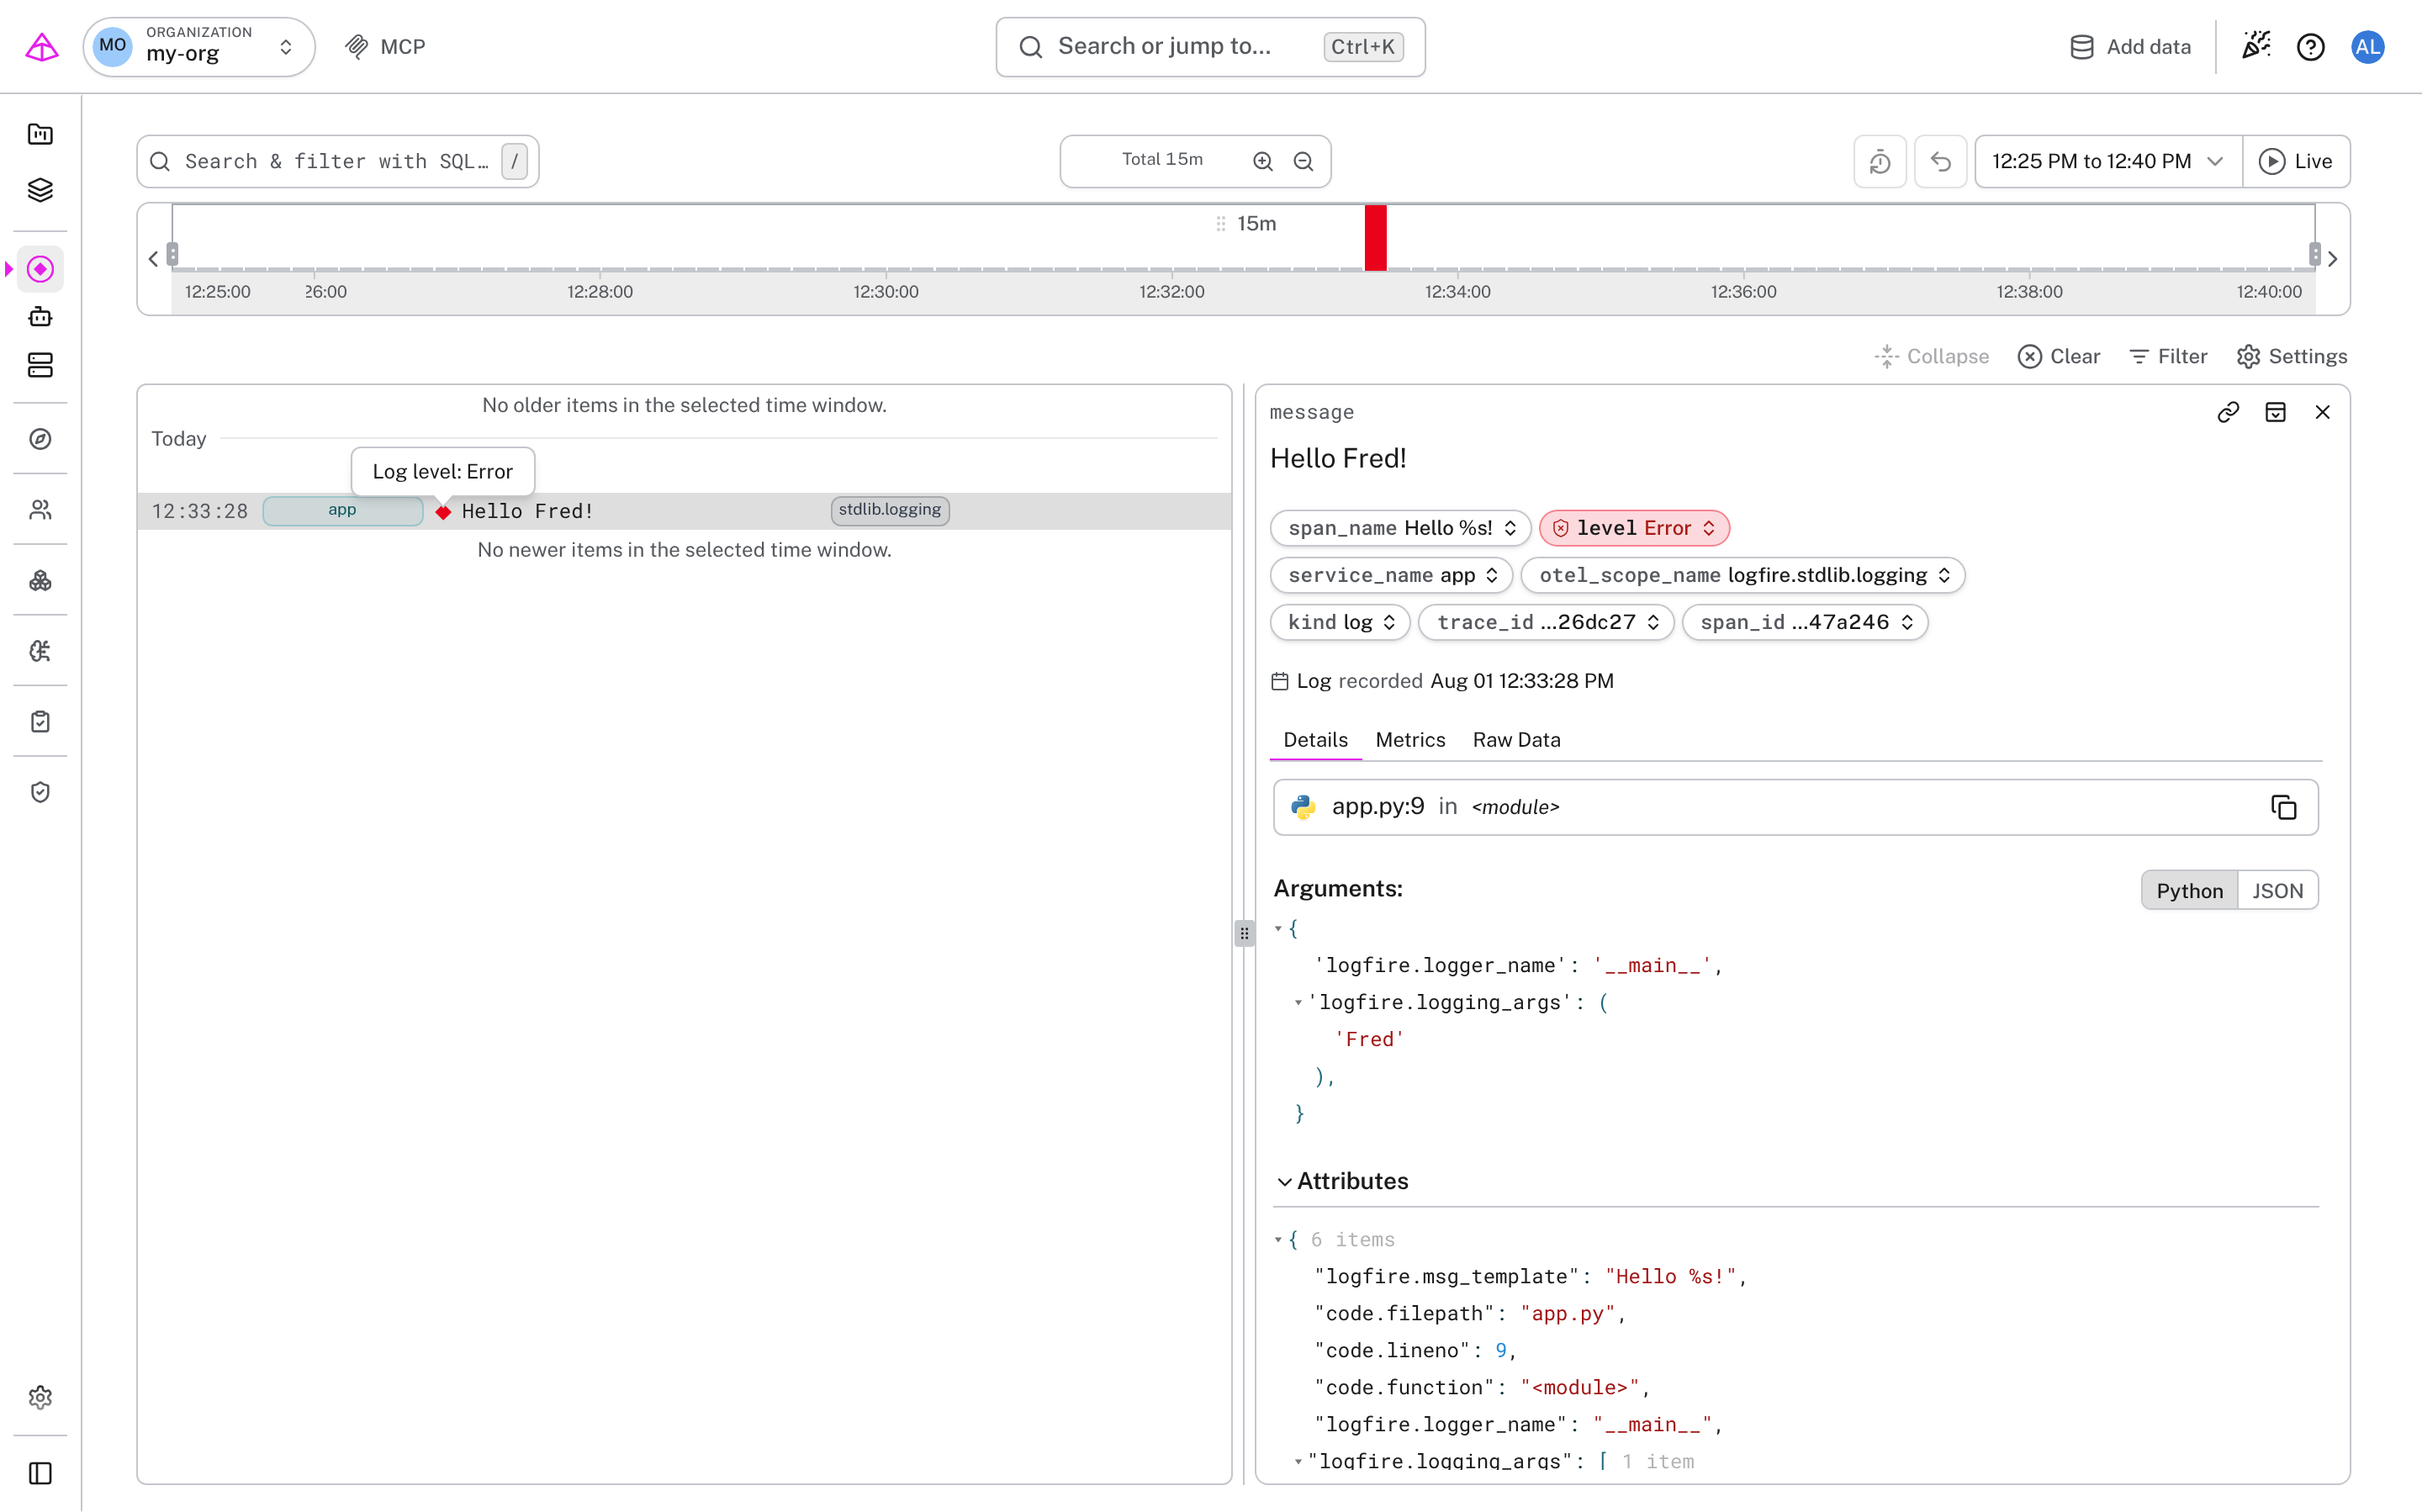 MO ORGANIZATION my-org MCP Search or jump to... Ctrl+K Add data AL
Search & filter with SQL… / Total 15m 12:25 PM to 12:40 PM Live
15m
12:25:00 26:00 12:28:00 12:30:00 12:32:00 12:34:00 12:36:00 12:38:00 12:40:00
Collapse Clear Filter Settings
No older items in the selected time window.
Today
Log level: Error
12:33:28 app Hello Fred! stdlib.logging
No newer items in the selected time window.
message
Hello Fred!
span_name Hello %s! level Error
service_name app otel_scope_name logfire.stdlib.logging
kind log trace_id ...26dc27 span_id ...47a246
Log recorded Aug 01 12:33:28 PM
Details Metrics Raw Data
app.py:9 in <module>
Arguments: Python JSON
{
'logfire.logger_name': '__main__',
'logfire.logging_args': (
'Fred'
),
}
Attributes
{ 6 items
"logfire.msg_template": "Hello %s!",
"code.filepath": "app.py",
"code.lineno": 9,
"code.function": "<module>",
"logfire.logger_name": "__main__",
"logfire.logging_args": [ 1 item